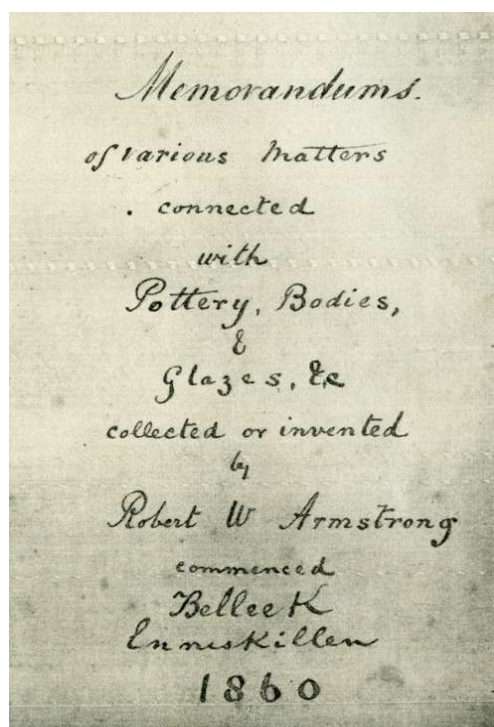 Memorandums.
of various Matters
connected
with
Pottery, Bodies,
&
Glazes, &c
collected or invented
by
Robert W Armstrong
commenced
Belleek
Enniskillen
1860